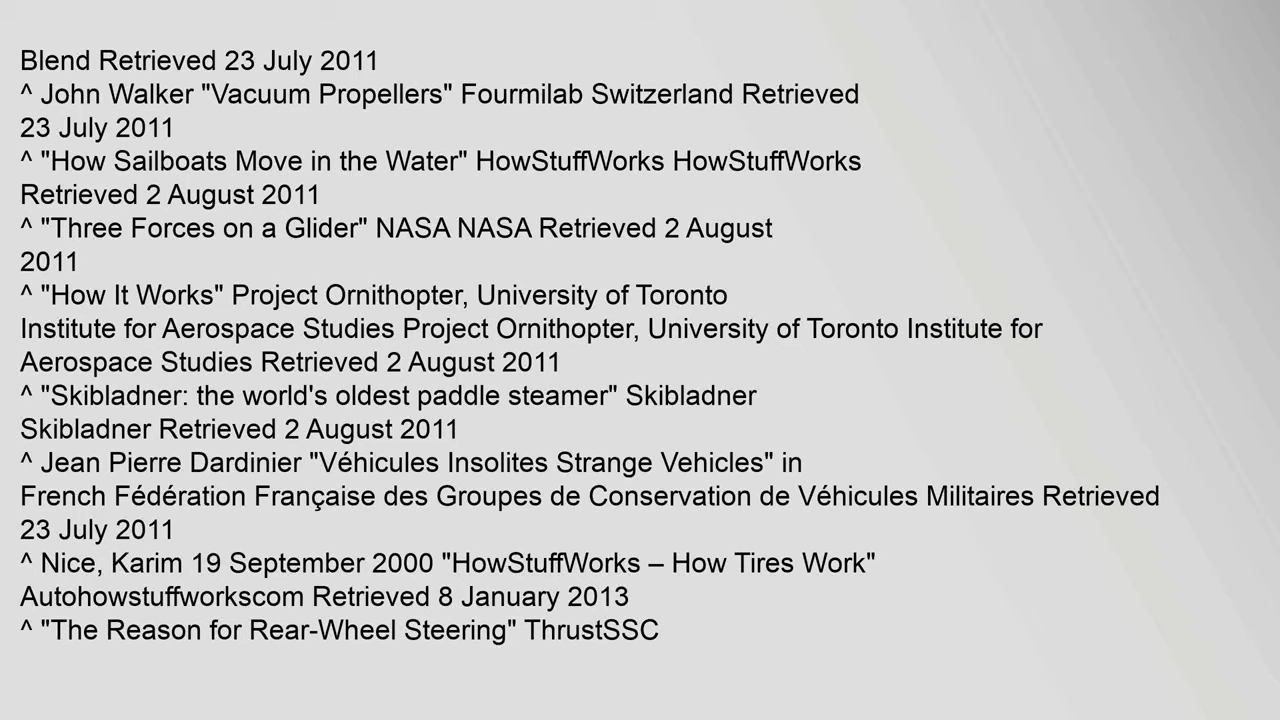 Blend Retrieved 23 July 2011
^ John Walker "Vacuum Propellers" Fourmilab Switzerland Retrieved
23 July 2011
^ "How Sailboats Move in the Water" HowStuffWorks HowStuffWorks
Retrieved 2 August 2011
^ "Three Forces on a Glider" NASA NASA Retrieved 2 August
2011
^ "How It Works" Project Ornithopter, University of Toronto
Institute for Aerospace Studies Project Ornithopter, University of Toronto Institute for
Aerospace Studies Retrieved 2 August 2011
^ "Skibladner: the world's oldest paddle steamer" Skibladner
Skibladner Retrieved 2 August 2011
^ Jean Pierre Dardinier "Véhicules Insolites Strange Vehicles" in
French Fédération Française des Groupes de Conservation de Véhicules Militaires Retrieved
23 July 2011
^ Nice, Karim 19 September 2000 "HowStuffWorks – How Tires Work"
Autohowstuffworkscom Retrieved 8 January 2013
^ "The Reason for Rear-Wheel Steering" ThrustSSC